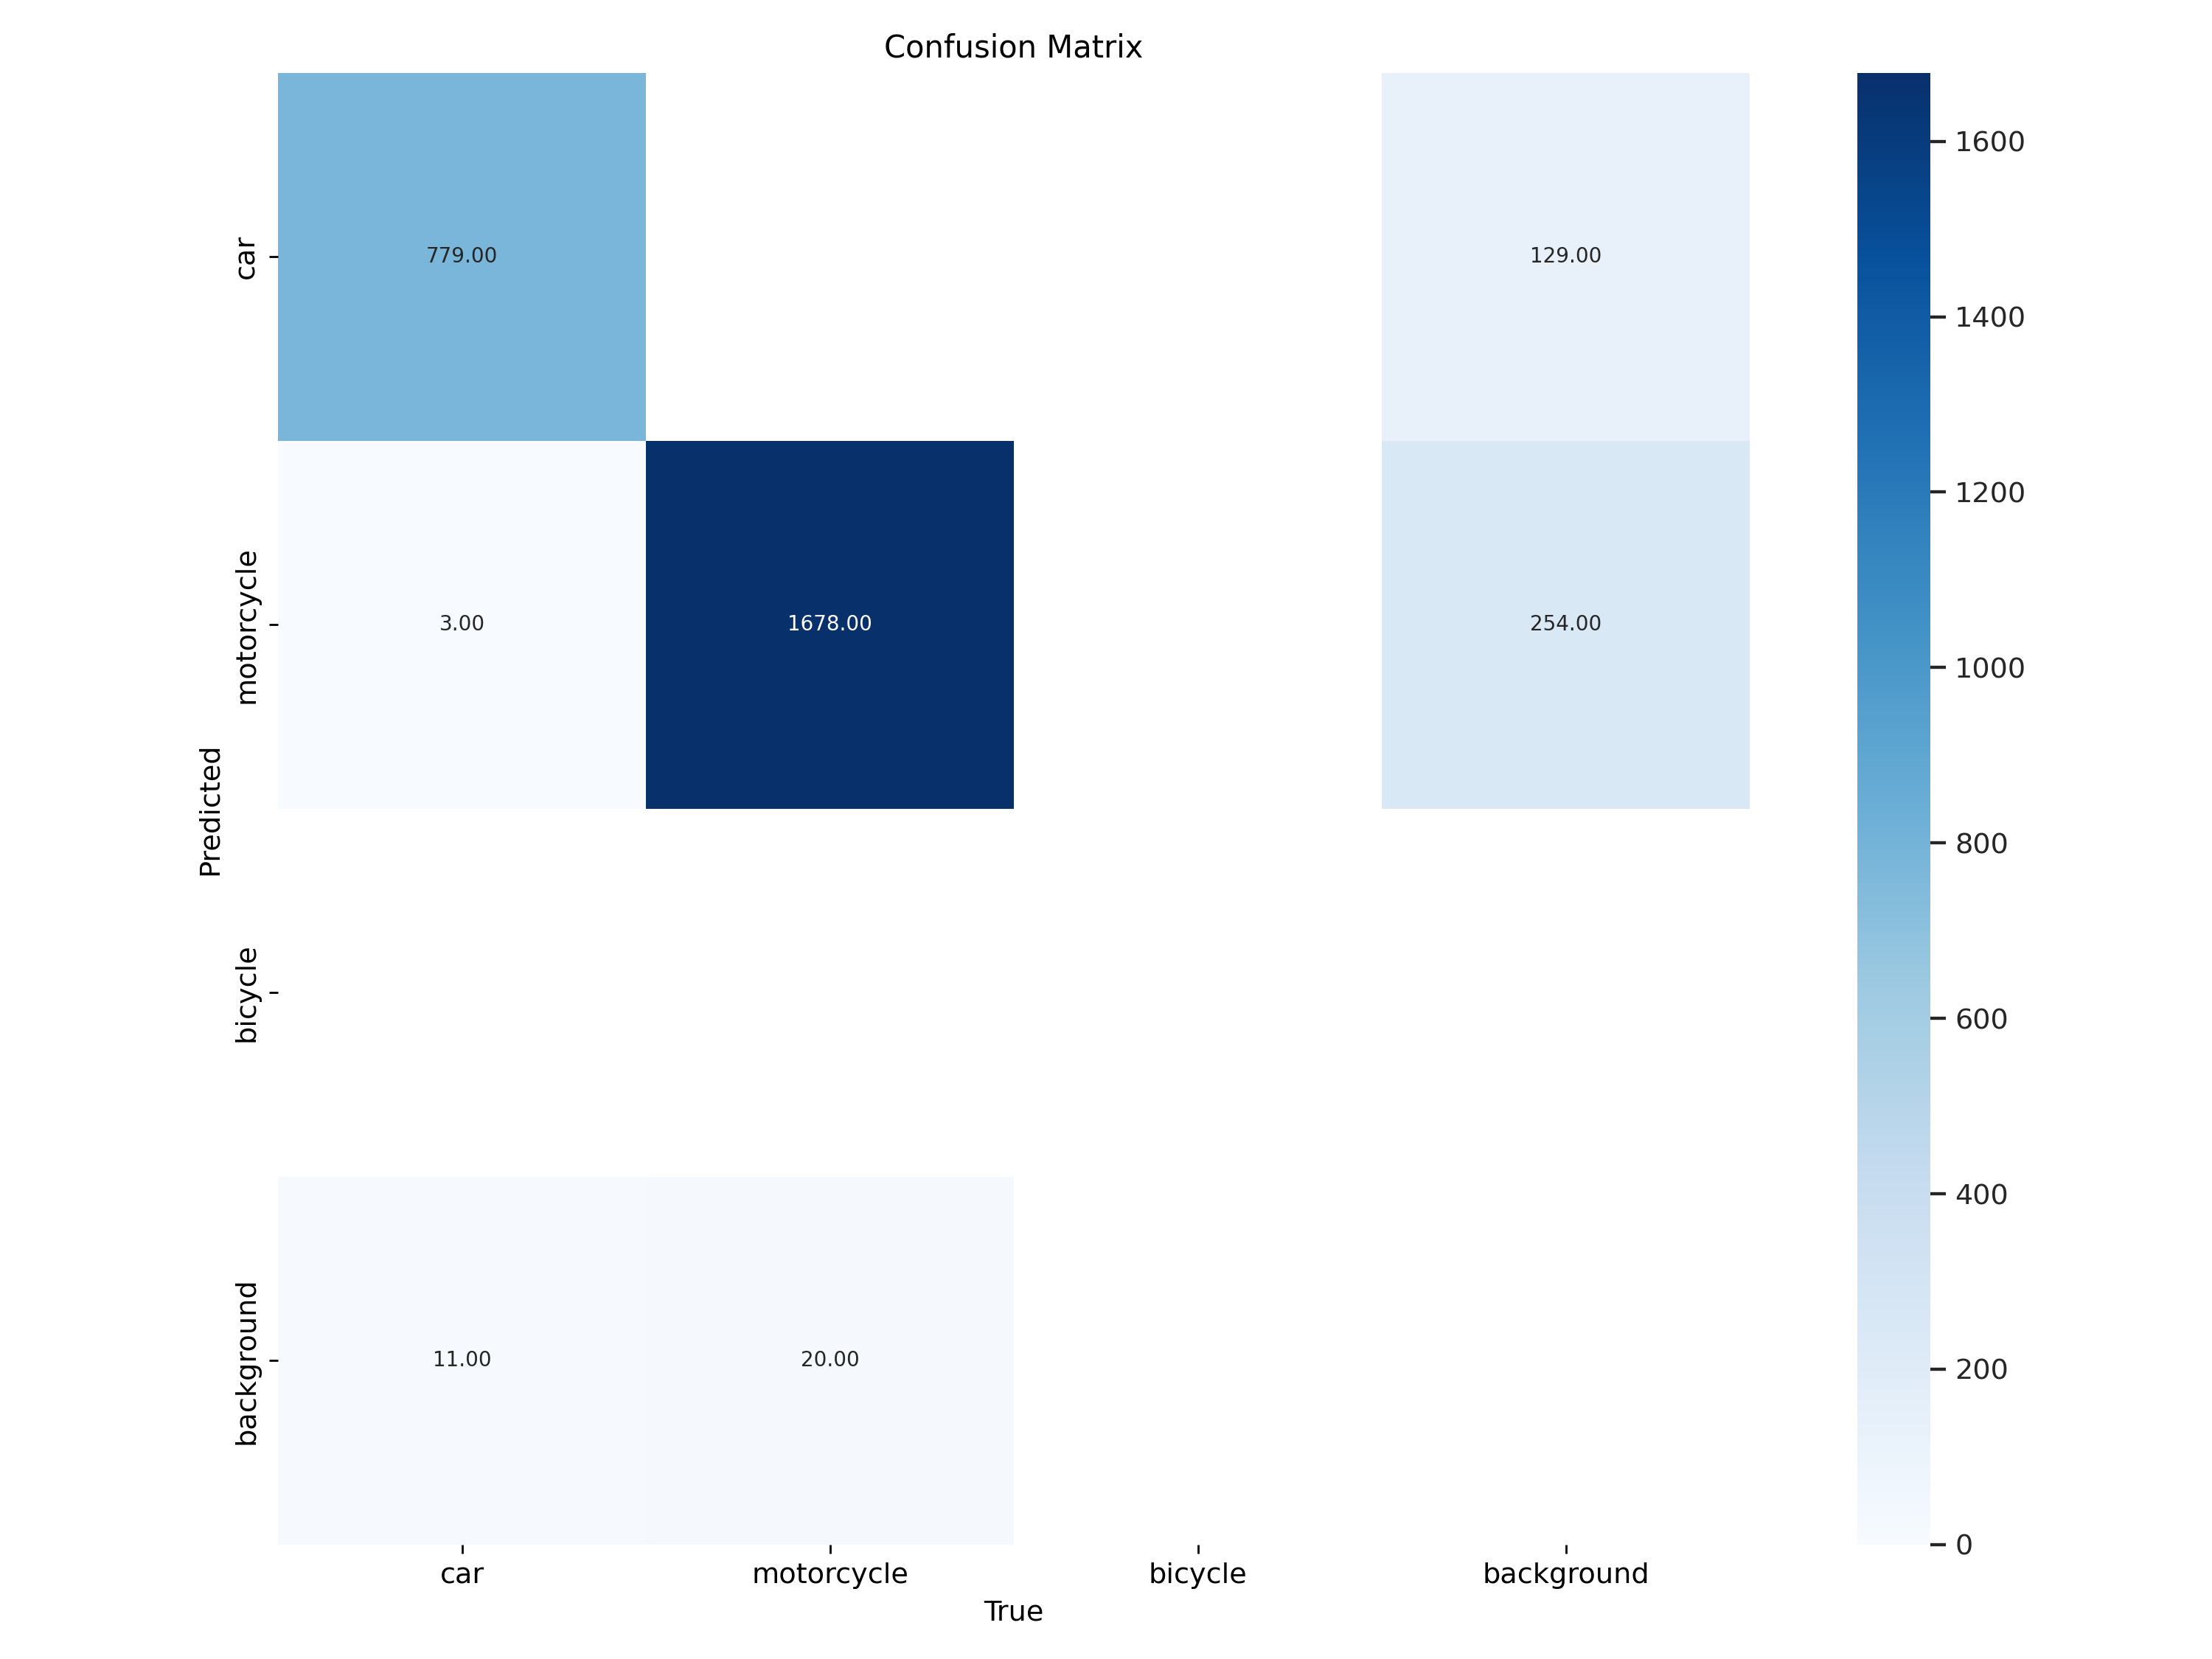 Confusion Matrix
car
779.00
129.00
motorcycle
3.00
1678.00
254.00
Predicted
bicycle
background
11.00
20.00
car
motorcycle
bicycle
background
True
1600
1400
1200
1000
800
600
400
200
0